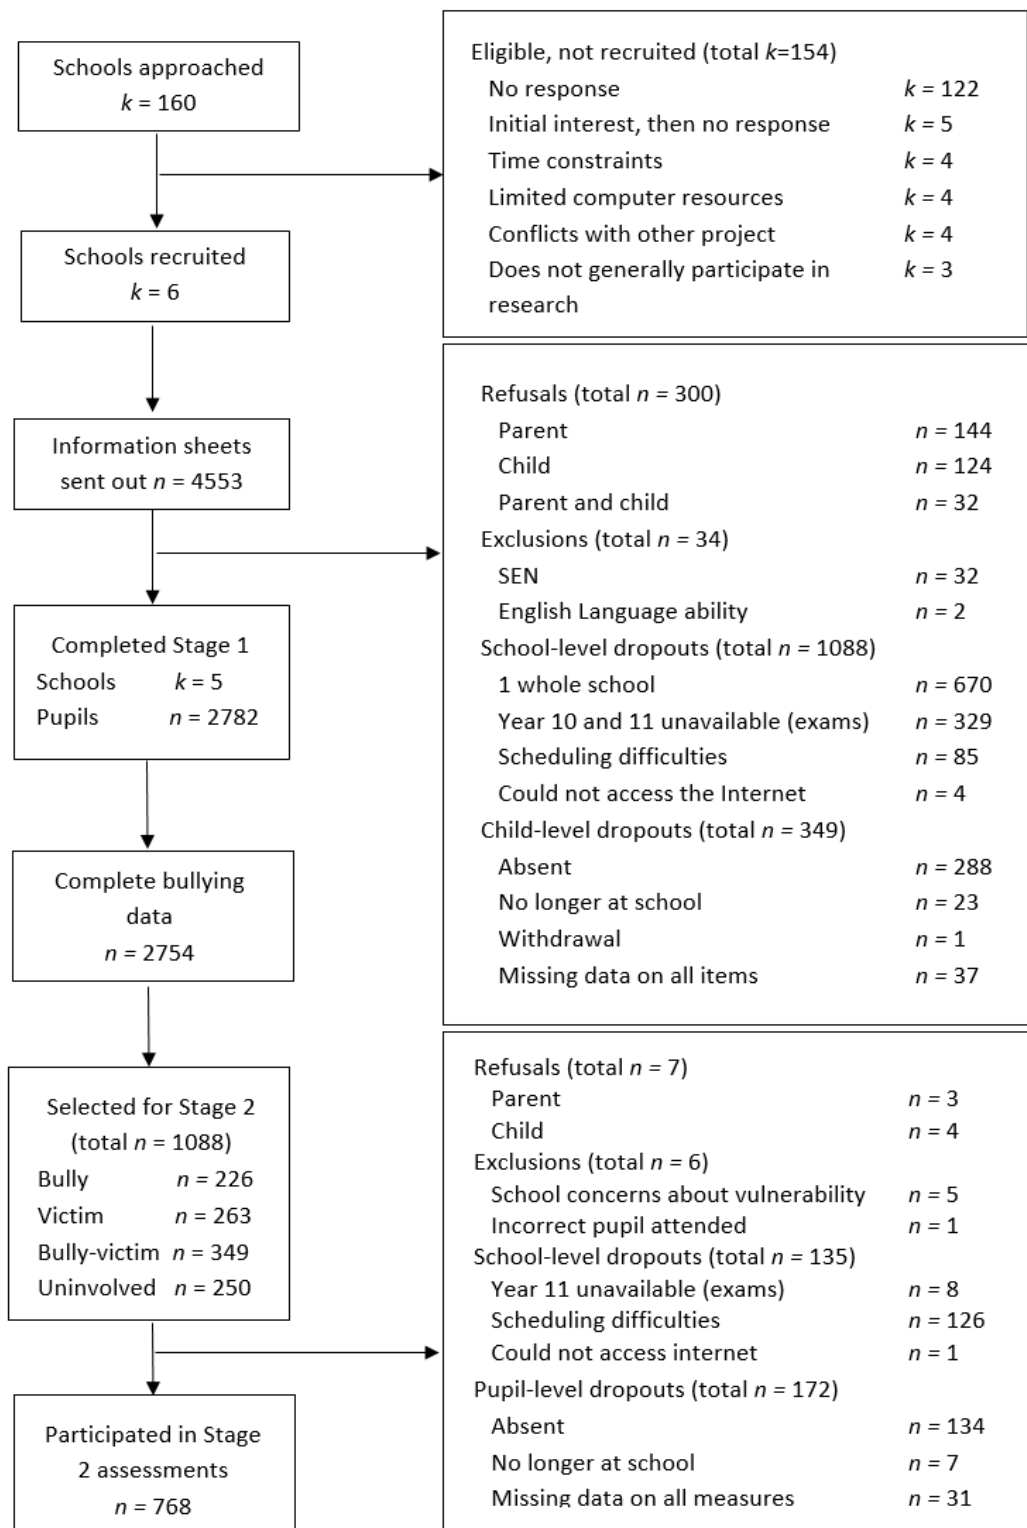 Schools approached
k = 160
Eligible, not recruited (total k=154)
No response k = 122
Initial interest, then no response k = 5
Time constraints k = 4
Limited computer resources k = 4
Conflicts with other project k = 4
Does not generally participate in k = 3
research
Schools recruited
k = 6
Information sheets
sent out n = 4553
Refusals (total n = 300)
Parent n = 144
Child n = 124
Parent and child n = 32
Exclusions (total n = 34)
SEN n = 32
English Language ability n = 2
School-level dropouts (total n = 1088)
1 whole school n = 670
Year 10 and 11 unavailable (exams) n = 329
Scheduling difficulties n = 85
Could not access the Internet n = 4
Child-level dropouts (total n = 349)
Absent n = 288
No longer at school n = 23
Withdrawal n = 1
Missing data on all items n = 37
Completed Stage 1
Schools k = 5
Pupils n = 2782
Complete bullying
data
n = 2754
Selected for Stage 2
(total n = 1088)
Bully n = 226
Victim n = 263
Bully-victim n = 349
Uninvolved n = 250
Refusals (total n = 7)
Parent n = 3
Child n = 4
Exclusions (total n = 6)
School concerns about vulnerability n = 5
Incorrect pupil attended n = 1
School-level dropouts (total n = 135)
Year 11 unavailable (exams) n = 8
Scheduling difficulties n = 126
Could not access internet n = 1
Pupil-level dropouts (total n = 172)
Absent n = 134
No longer at school n = 7
Missing data on all measures n = 31
Participated in Stage
2 assessments
n = 768